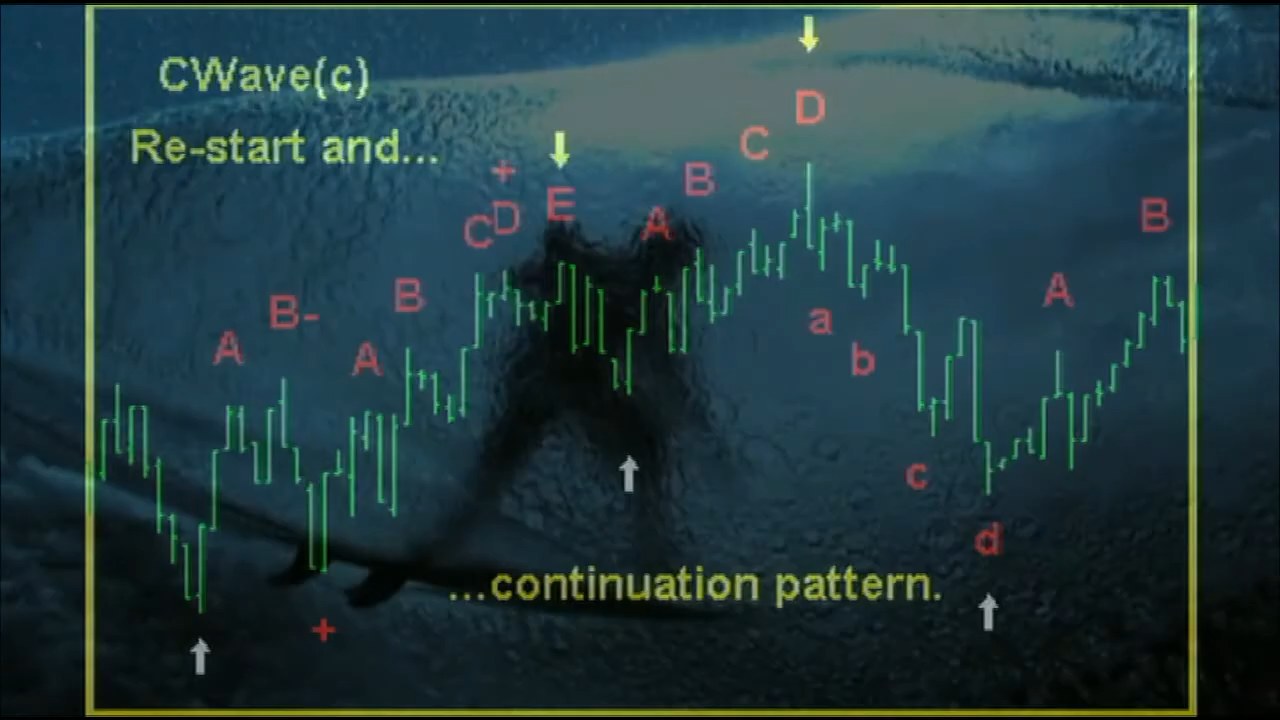 CWave(c)
Re-start and...
D
C
+
B
E
D
A
C
B
B
A
B-
a
A
A
b
c
d
...continuation pattern.
+